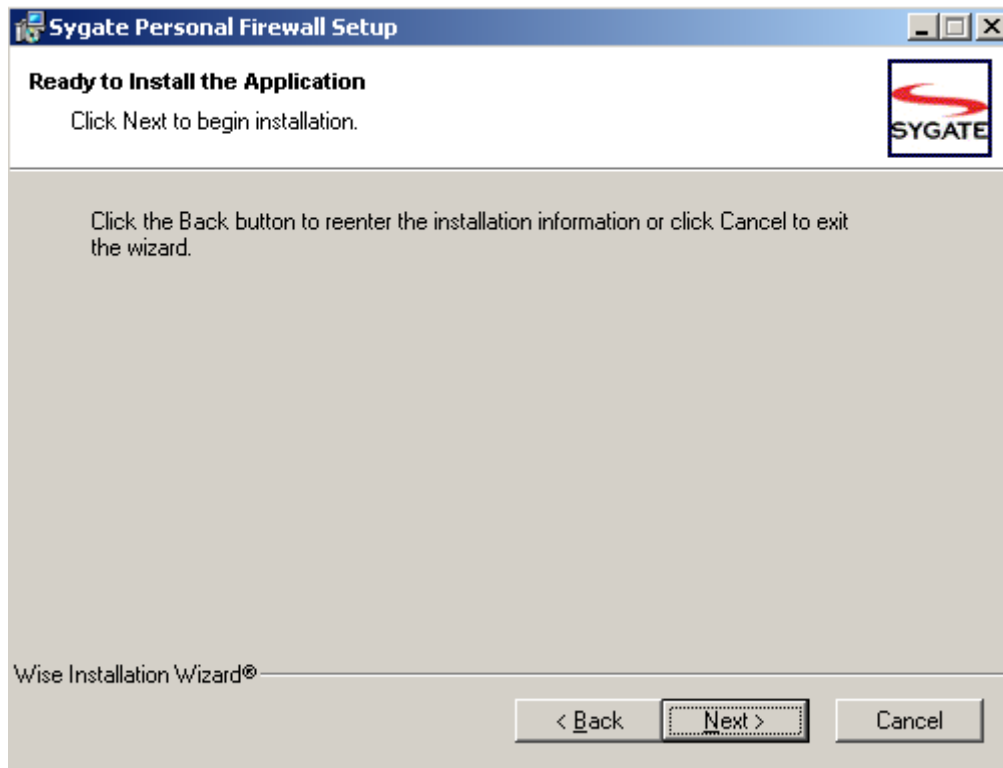 Sygate Personal Firewall Setup
Ready to Install the Application
Click Next to begin installation.
SYGATE
Click the Back button to reenter the installation information or click Cancel to exit
the wizard.
Wise Installation Wizard®
< Back Next > Cancel